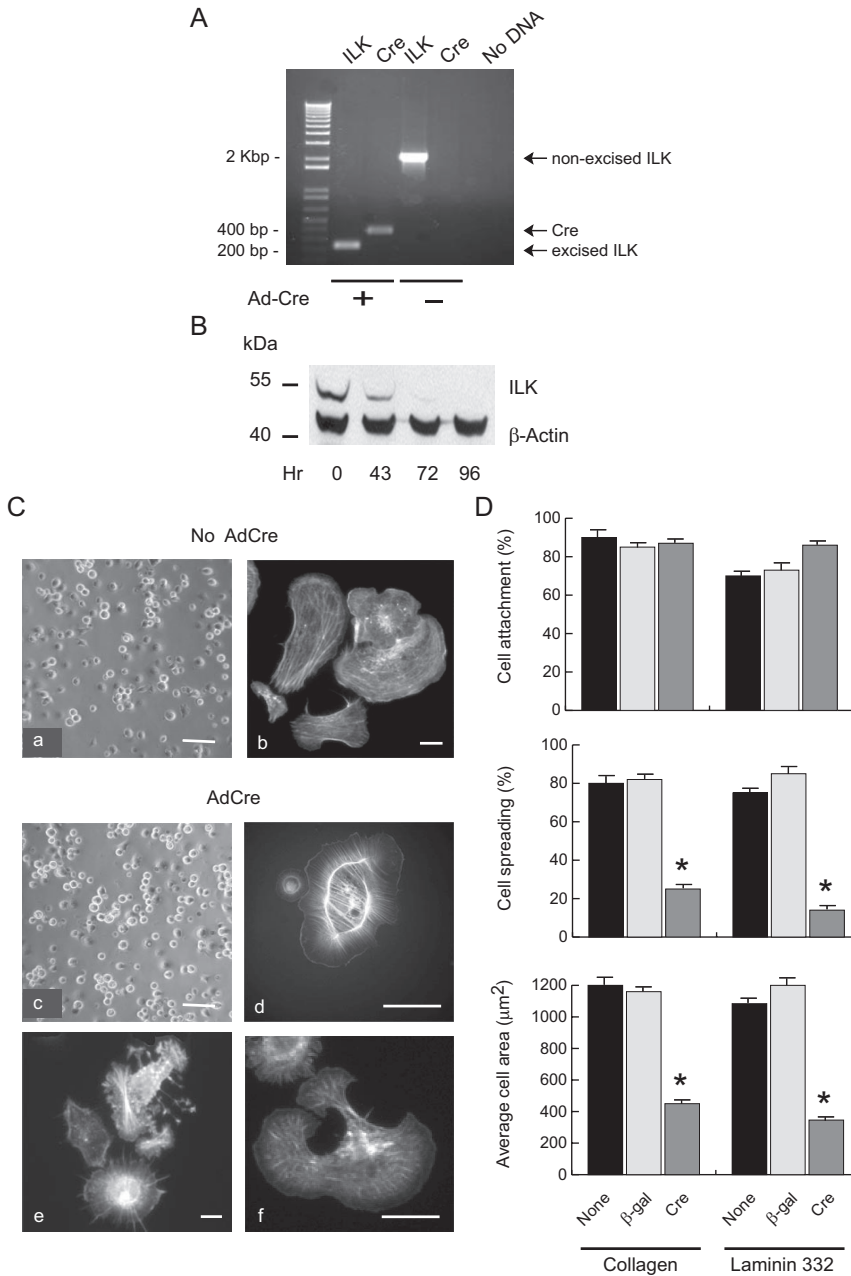 A
ILK Cre ILK Cre No DNA
2 Kbp -
400 bp -
200 bp -
non-excised ILK
Cre
excised ILK
Ad-Cre + –
B
kDa
55
40
ILK
β-Actin
Hr 0 43 72 96
C
No AdCre
a
b
AdCre
c
d
e
f
D
Cell attachment (%)
100
80
60
40
20
0
Cell spreading (%)
80
60
40
20
0
* *
Average cell area (μm2)
1200
1000
800
600
400
200
0
* *
None β-gal Cre None β-gal Cre
Collagen Laminin 332